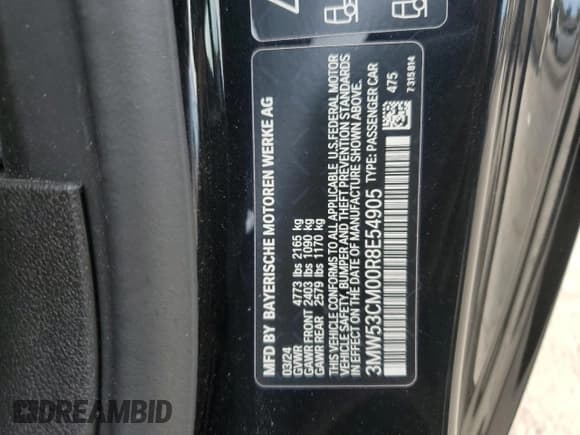 MFD BY BAYERISCHE MOTOREN WERKE AG
03/24
GVWR 4773 lbs 2165 kg
GAWR FRONT 2403 lbs 1090 kg
GAWR REAR 2579 lbs 1170 kg
THIS VEHICLE CONFORMS TO ALL APPLICABLE U.S.FEDERAL MOTOR
VEHICLE SAFETY, BUMPER AND THEFT PREVENTION STANDARDS
IN EFFECT ON THE DATE OF MANUFACTURE SHOWN ABOVE.
3MW53CM00R8E54905 TYPE: PASSENGER CAR
475
7 315 814
DREAMBID